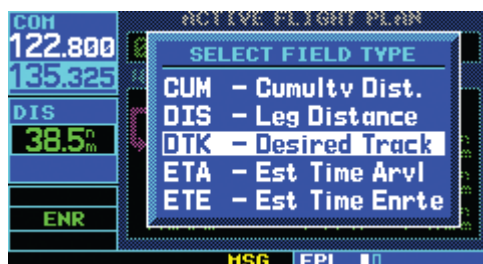 COM
122.800
135.325
DIS
38.5nm
ENR
ACTIVE FLIGHT PLAN
SELECT FIELD TYPE
CUM – Cumultv Dist.
DIS – Leg Distance
DTK – Desired Track
ETA – Est Time Arvl
ETE – Est Time Enrte
MSG FPL